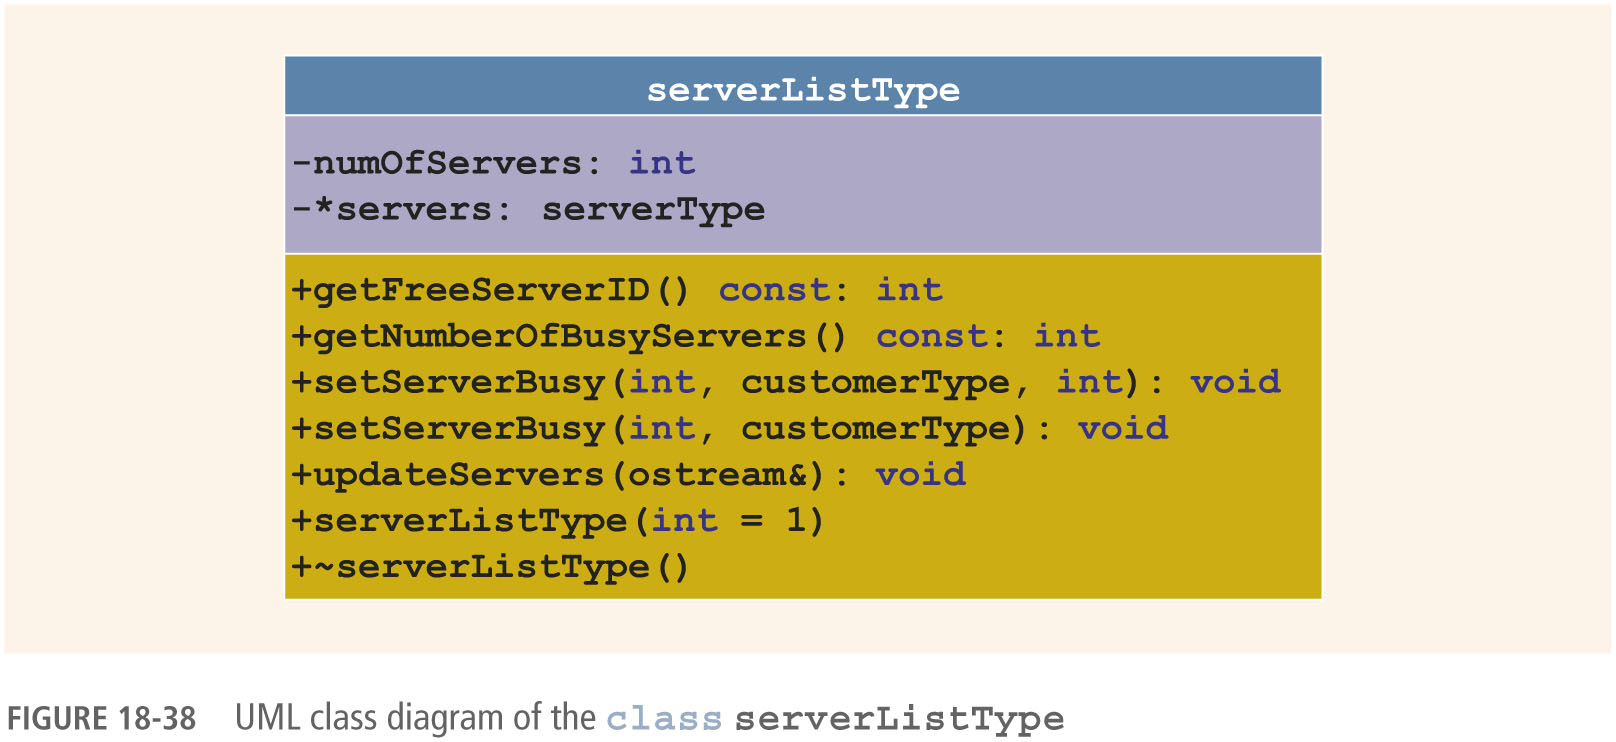 serverListType
-numOfServers: int
-*servers: serverType
+getFreeServerID() const: int
+getNumberOfBusyServers() const: int
+setServerBusy(int, customerType, int): void
+setServerBusy(int, customerType): void
+updateServers(ostream&): void
+serverListType(int = 1)
+~serverListType()
FIGURE 18-38 UML class diagram of the class serverListType